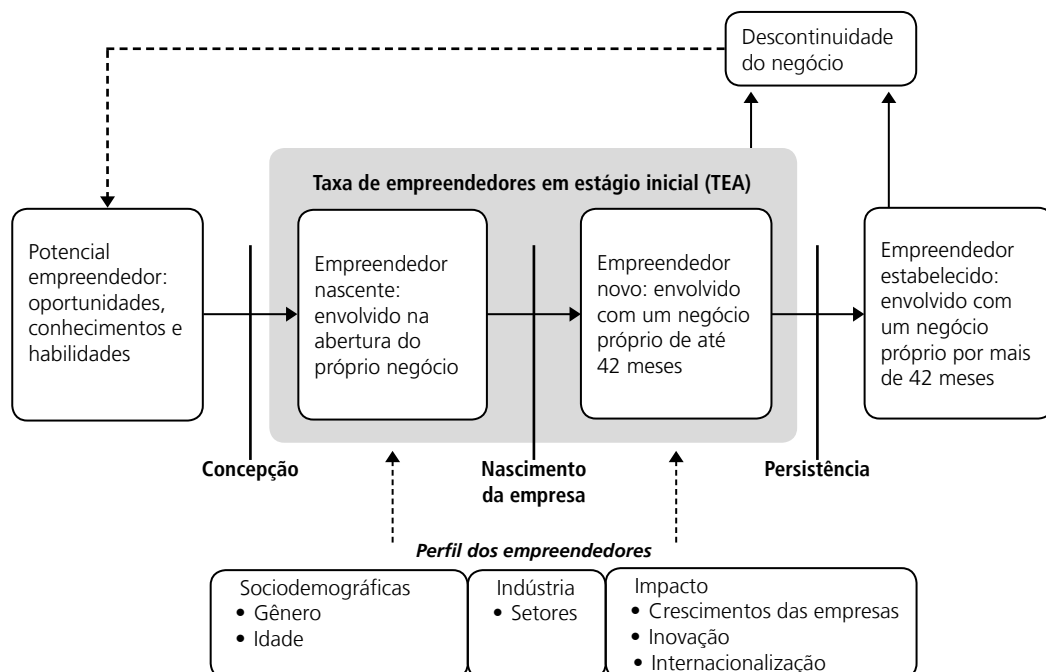 Descontinuidade
do negócio
Taxa de empreendedores em estágio inicial (TEA)
Potencial
empreendedor:
oportunidades,
conhecimentos e
habilidades
Empreendedor
nascente:
envolvido na
abertura do
próprio negócio
Empreendedor
novo: envolvido
com um negócio
próprio de até
42 meses
Empreendedor
estabelecido:
envolvido com
um negócio
próprio por mais
de 42 meses
Concepção
Nascimento
da empresa
Persistência
Perfil dos empreendedores
Sociodemográficas
• Gênero
• Idade
Indústria
• Setores
Impacto
• Crescimentos das empresas
• Inovação
• Internacionalização